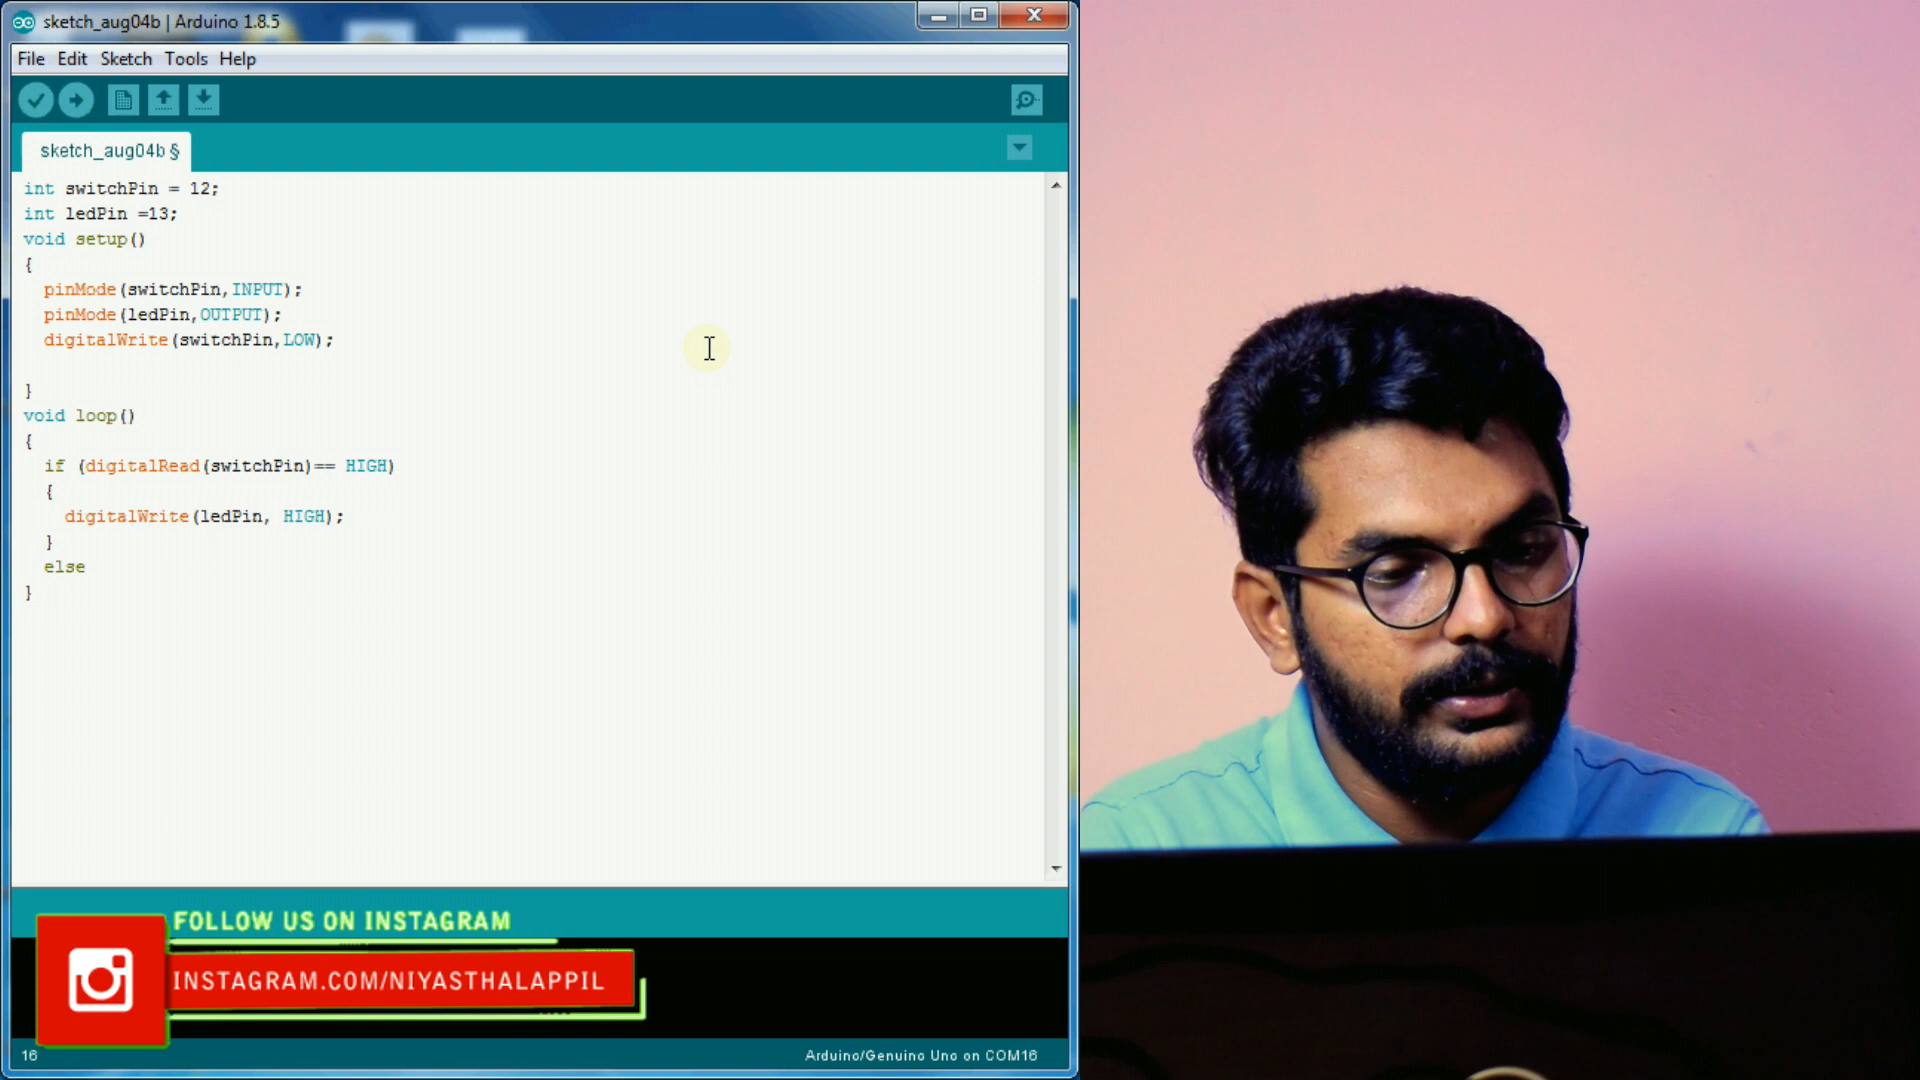 sketch_aug04b | Arduino 1.8.5
File Edit Sketch Tools Help
sketch_aug04b §
int switchPin = 12;
int ledPin =13;
void setup()
{
pinMode(switchPin,INPUT);
pinMode(ledPin,OUTPUT);
digitalWrite(switchPin,LOW);
}
void loop()
{
if (digitalRead(switchPin)== HIGH)
{
digitalWrite(ledPin, HIGH);
}
else
}
FOLLOW US ON INSTAGRAM
INSTAGRAM.COM/NIYASTHALAPPIL
16
Arduino/Genuino Uno on COM16